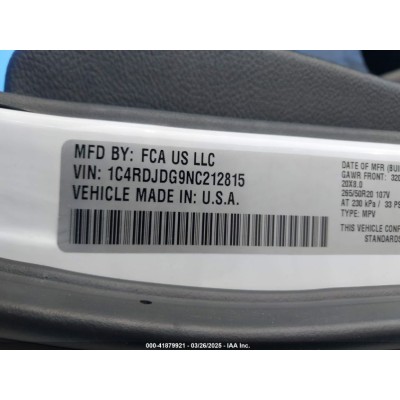 MFD BY: FCA US LLC
VIN: 1C4RDJDG9NC212815
VEHICLE MADE IN: U.S.A.
DATE OF MFR (BUI
GAWR FRONT: 320
20X8.0
265/50R20 107V
AT 230 kPa / 33 PS
TYPE: MPV
THIS VEHICLE CONF
STANDARDS
000-41879921 - 03/26/2025 - IAA Inc.